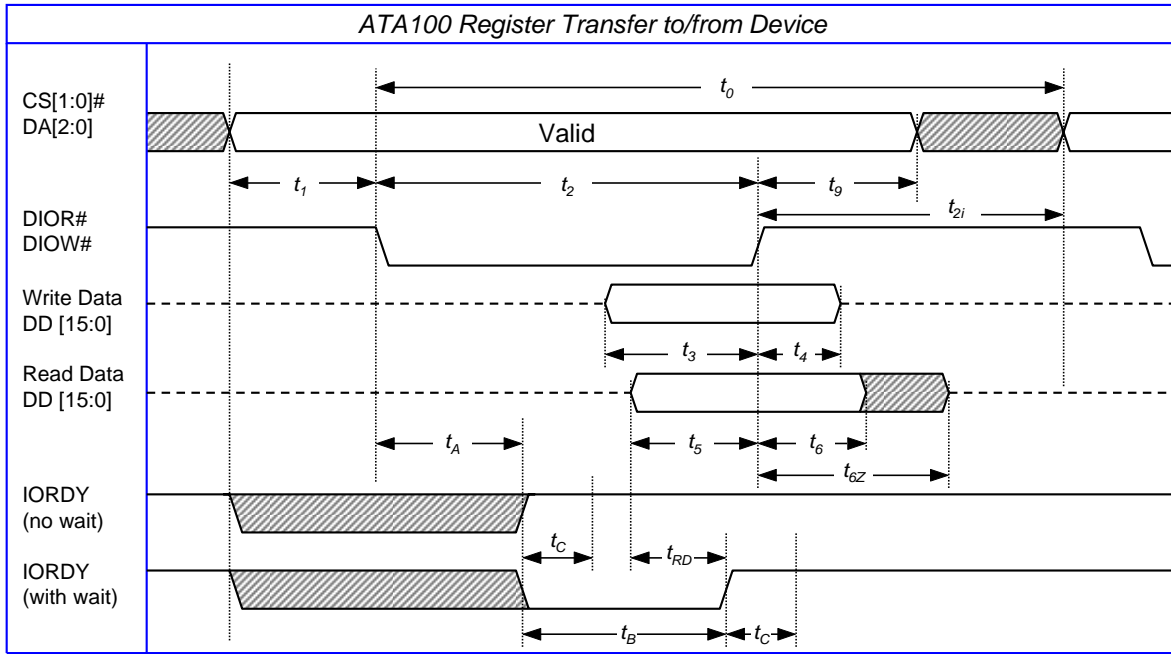 ATA100 Register Transfer to/from Device
t0
CS[1:0]#
DA[2:0]
Valid
t1
t2
t9
t2i
DIOR#
DIOW#
Write Data
DD [15:0]
t3
t4
Read Data
DD [15:0]
tA
t5
t6
t6Z
IORDY
(no wait)
tC
tRD
IORDY
(with wait)
tB
tC